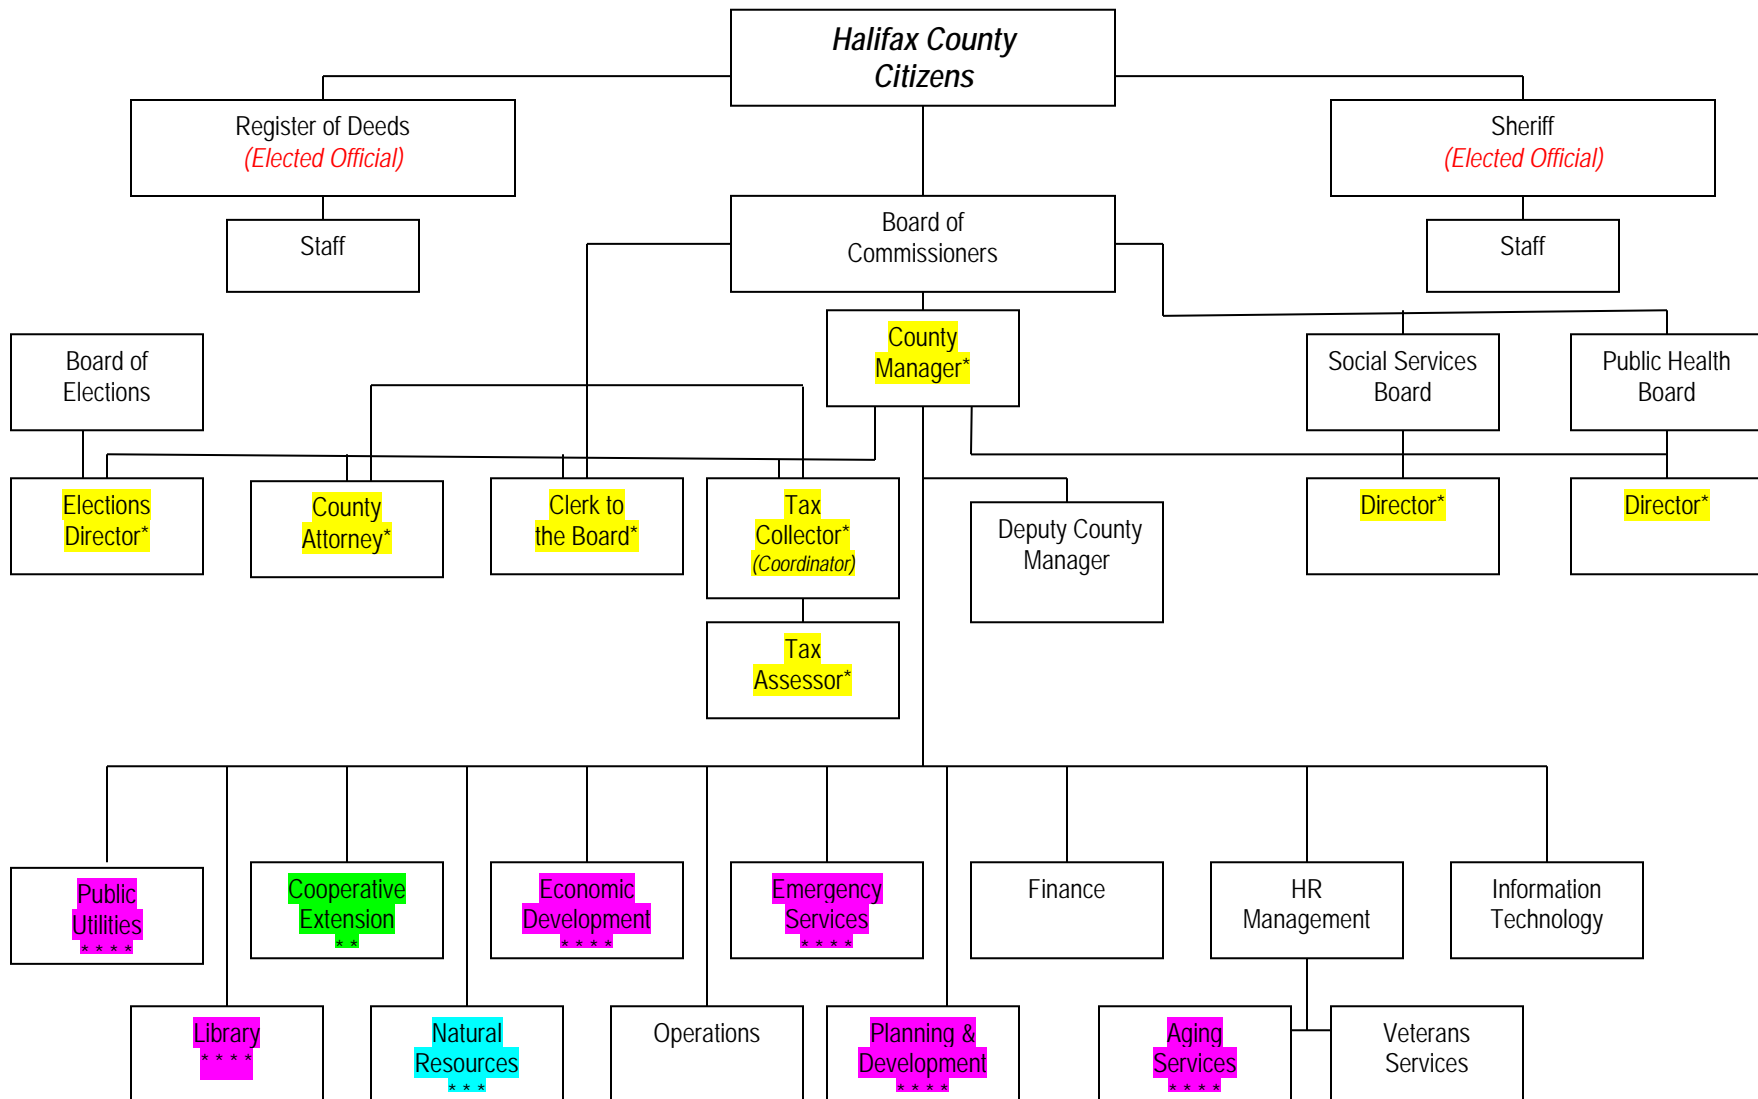 Halifax County
Citizens
Register of Deeds
(Elected Official)
Sheriff
(Elected Official)
Staff
Board of
Commissioners
Staff
Board of
Elections
County
Manager*
Social Services
Board
Public Health
Board
Elections
Director*
County
Attorney*
Clerk to
the Board*
Tax
Collector*
(Coordinator)
Deputy County
Manager
Director*
Director*
Tax
Assessor*
Public
Utilities
* * * *
Cooperative
Extension
* *
Economic
Development
* * * *
Emergency
Services
* * * *
Finance
HR
Management
Information
Technology
Library
* * * *
Natural
Resources
* * *
Operations
Planning &
Development
* * * *
Aging
Services
* * * *
Veterans
Services